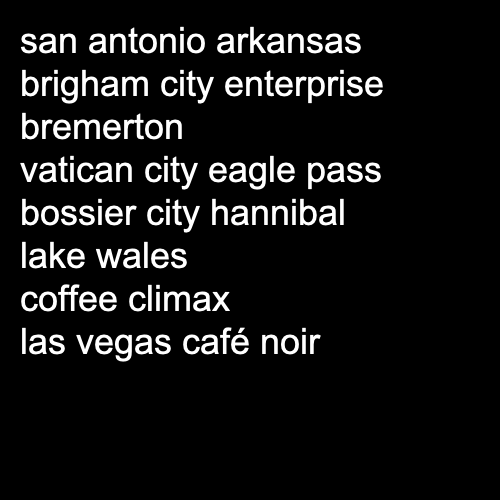 san antonio arkansas
brigham city enterprise
bremerton
vatican city eagle pass
bossier city hannibal
lake wales
coffee climax
las vegas café noir